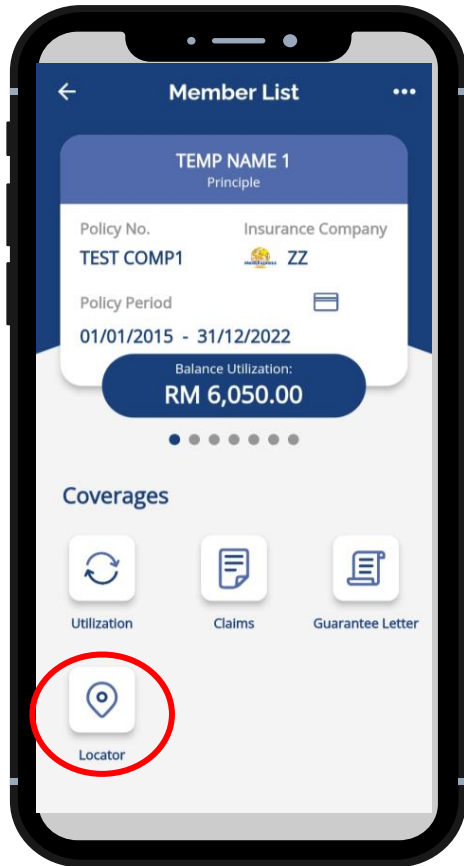 Member List
TEMP NAME 1
Principle
Policy No. Insurance Company
TEST COMP1 ZZ
Policy Period
01/01/2015 - 31/12/2022
Balance Utilization:
RM 6,050.00
Coverages
Utilization Claims Guarantee Letter
Locator